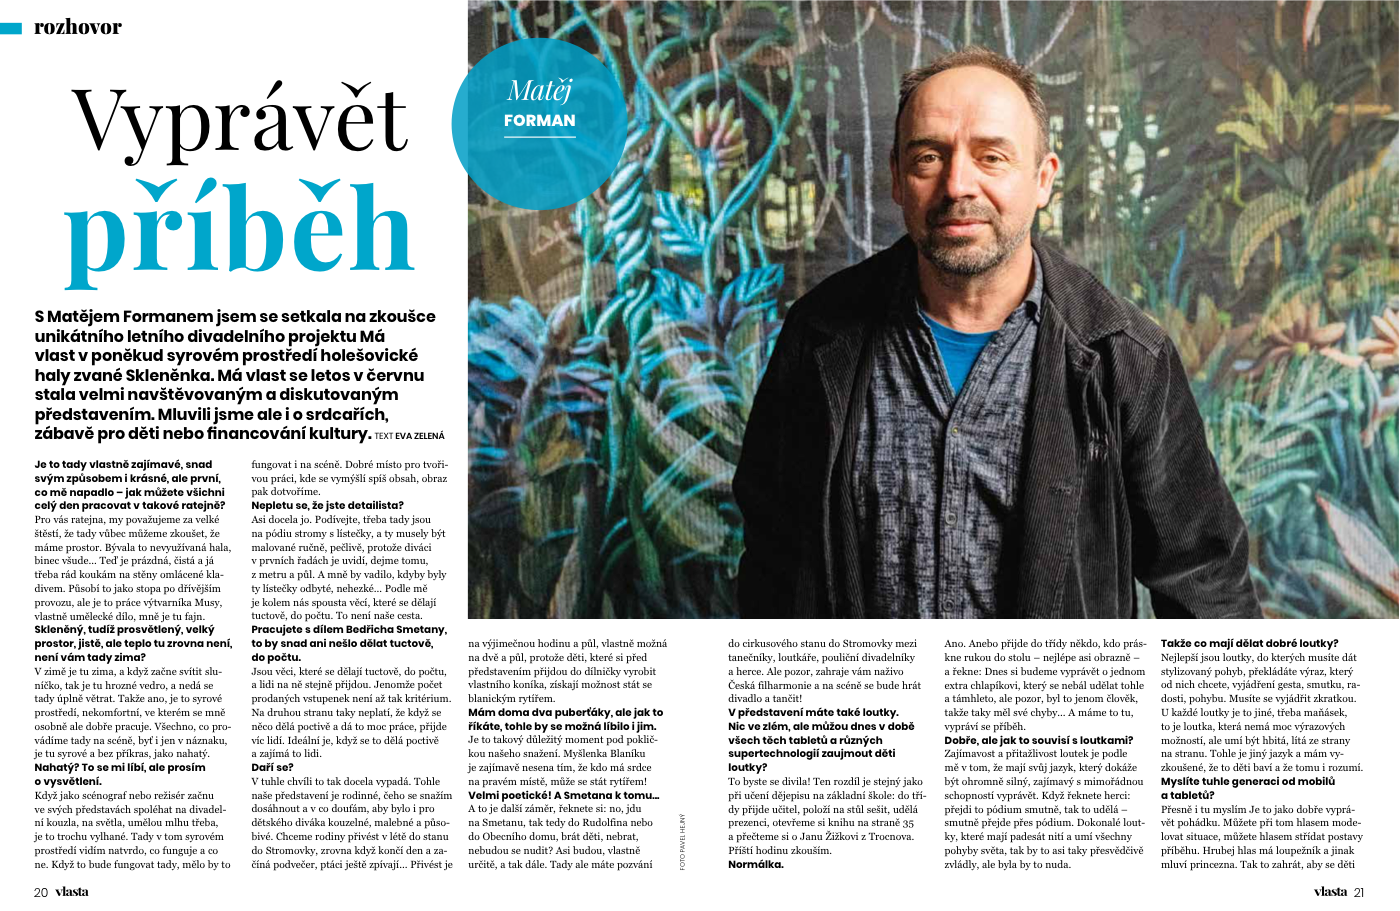 rozhovor
Vyprávět
příběh
Matěj
FORMAN
S Matějem Formanem jsem se setkala na zkoušce
unikátního letního divadelního projektu Má
vlast v poněkud syrovém prostředí holešovické
haly zvané Skleněnka. Má vlast se letos v červnu
stala velmi navštěvovaným a diskutovaným
představením. Mluvili jsme ale i o srdcařích,
zábavě pro děti nebo financování kultury. TEXT EVA ZELENÁ
Je to tady vlastně zajímavé, snad
svým způsobem i krásné, ale první,
co mě napadlo – jak můžete všichni
celý den pracovat v takové ratejně?
Pro vás ratejna, my považujeme za velké
štěstí, že tady vůbec můžeme zkoušet, že
máme prostor. Bývala to nevyužívaná hala,
binec všude... Teď je prázdná, čistá a já
třeba rád koukám na stěny omlácené kla-
divem. Působí to jako stopa po dřívějším
provozu, ale je to práce výtvarníka Musy,
vlastně umělecké dílo, mně je tu fajn.
Skleněný, tudíž prosvětlený, velký
prostor, jistě, ale teplo tu zrovna není,
není vám tady zima?
V zimě je tu zima, a když začne svítit slu-
níčko, tak je tu hrozné vedro, a nedá se
tady úplně větrat. Takže ano, je to syrové
prostředí, nekomfortní, ve kterém se mně
osobně ale dobře pracuje. Všechno, co pro-
vádíme tady na scéně, byť i jen v náznaku,
je tu syrové a bez příkras, jako nahatý.
Nahatý? To se mi líbí, ale prosím
o vysvětlení.
Když jako scénograf nebo režisér začnu
ve svých představách spoléhat na divadel-
ní kouzla, na světla, umělou mlhu třeba,
je to trochu vylhané. Tady v tom syrovém
prostředí vidím natvrdo, co funguje a co
ne. Když to bude fungovat tady, mělo by to
fungovat i na scéně. Dobré místo pro tvoři-
vou práci, kde se vymýšlí spíš obsah, obraz
pak dotvoříme.
Nepletu se, že jste detailista?
Asi docela jo. Podívejte, třeba tady jsou
na pódiu stromy s lístečky, a ty musely být
malované ručně, pečlivě, protože diváci
v prvních řadách je uvidí, dejme tomu,
z metru a půl. A mně by vadilo, kdyby byly
ty lístečky odbyté, nehezké... Podle mě
je kolem nás spousta věcí, které se dělají
tuctově, do počtu. To není naše cesta.
Pracujete s dílem Bedřicha Smetany,
to by snad ani nešlo dělat tuctově,
do počtu.
Jsou věci, které se dělají tuctově, do počtu,
a lidi na ně stejně přijdou. Jenomže počet
prodaných vstupenek není až tak kritérium.
Na druhou stranu taky neplatí, že když se
něco dělá poctivě a dá to moc práce, přijde
víc lidí. Ideální je, když se to dělá poctivě
a zajímá to lidi.
Daří se?
V tuhle chvíli to tak docela vypadá. Tohle
naše představení je rodinné, čeho se snažím
dosáhnout a v co doufám, aby bylo i pro
dětského diváka kouzelné, malebné a půso-
bivé. Chceme rodiny přivést v létě do stanu
do Stromovky, zrovna když končí den a za-
číná podvečer, ptáci ještě zpívají... Přivést je
na výjimečnou hodinu a půl, vlastně možná
na dvě a půl, protože děti, které si před
představením přijdou do dílničky vyrobit
vlastního koníka, získají možnost stát se
blanickým rytířem.
Mám doma dva puberťáky, ale jak to
říkáte, tohle by se možná líbilo i jim.
Je to takový důležitý moment pod poklič-
kou našeho snažení. Myšlenka Blaníku
je zajímavě nesena tím, že kdo má srdce
na pravém místě, může se stát rytířem!
Velmi poetické! A Smetana k tomu...
A to je další záměr, řeknete si: no, jdu
na Smetanu, tak tedy do Rudolfina nebo
do Obecního domu, brát děti, nebrat,
nebudou se nudit? Asi budou, vlastně
určitě, a tak dále. Tady ale máte pozvání
FOTO PAVEL HEJNÝ
do cirkusového stanu do Stromovky mezi
tanečníky, loutkáře, pouliční divadelníky
a herce. Ale pozor, zahraje vám naživo
Česká filharmonie a na scéně se bude hrát
divadlo a tančit!
V představení máte také loutky.
Nic ve zlém, ale můžou dnes v době
všech těch tabletů a různých
supertechnologií zaujmout děti
loutky?
To byste se divila! Ten rozdíl je stejný jako
při učení dějepisu na základní škole: do tří-
dy přijde učitel, položí na stůl sešit, udělá
prezenci, otevřeme si knihu na straně 35
a přečteme si o Janu Žižkovi z Trocnova.
Příští hodinu zkouším.
Normálka.
Ano. Anebo přijde do třídy někdo, kdo prás-
kne rukou do stolu – nejlépe asi obrazně –
a řekne: Dnes si budeme vyprávět o jednom
extra chlapíkovi, který se nebál udělat tohle
a támhleto, ale pozor, byl to jenom člověk,
takže taky měl své chyby... A máme to tu,
vypráví se příběh.
Dobře, ale jak to souvisí s loutkami?
Zajímavost a přitažlivost loutek je podle
mě v tom, že mají svůj jazyk, který dokáže
být ohromně silný, zajímavý s mimořádnou
schopností vyprávět. Když řeknete herci:
přejdi to pódium smutně, tak to udělá –
smutně přejde přes pódium. Dokonalé lout-
ky, které mají padesát nití a umí všechny
pohyby světa, tak by to asi taky přesvědčivě
zvládly, ale byla by to nuda.
Takže co mají dělat dobré loutky?
Nejlepší jsou loutky, do kterých musíte dát
stylizovaný pohyb, překládáte výraz, který
od nich chcete, vyjádření gesta, smutku, ra-
dosti, pohybu. Musíte se vyjádřit zkratkou.
U každé loutky je to jiné, třeba maňásek,
to je loutka, která nemá moc výrazových
možností, ale umí být hbitá, lítá ze strany
na stranu. Tohle je jiný jazyk a mám vy-
zkoušené, že to děti baví a že tomu i rozumí.
Myslíte tuhle generaci od mobilů
a tabletů?
Přesně i tu myslím Je to jako dobře vyprá-
vět pohádku. Můžete při tom hlasem mode-
lovat situace, můžete hlasem střídat postavy
příběhu. Hrubej hlas má loupežník a jinak
mluví princezna. Tak to zahrát, aby se děti
20 vlasta
vlasta 21